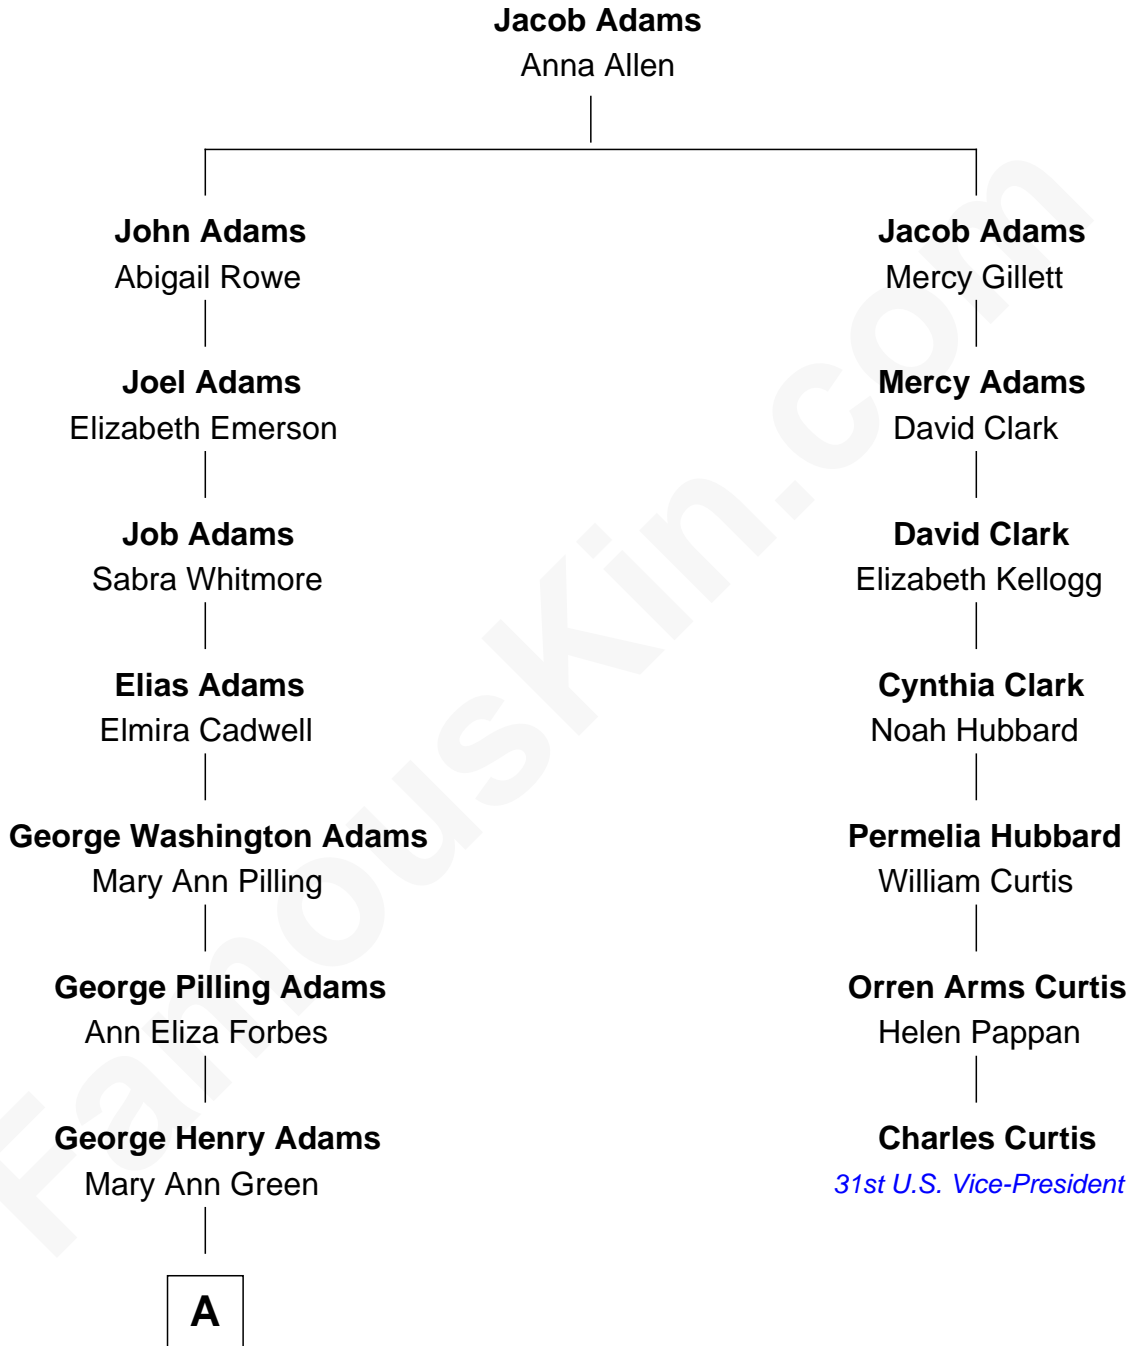 Jacob Adams
Anna Allen
John Adams
Abigail Rowe
Jacob Adams
Mercy Gillett
Joel Adams
Elizabeth Emerson
Mercy Adams
David Clark
Job Adams
Sabra Whitmore
David Clark
Elizabeth Kellogg
Elias Adams
Elmira Cadwell
Cynthia Clark
Noah Hubbard
George Washington Adams
Mary Ann Pilling
Permelia Hubbard
William Curtis
George Pilling Adams
Ann Eliza Forbes
Orren Arms Curtis
Helen Pappan
George Henry Adams
Mary Ann Green
Charles Curtis
31st U.S. Vice-President
A
FamousKin.com